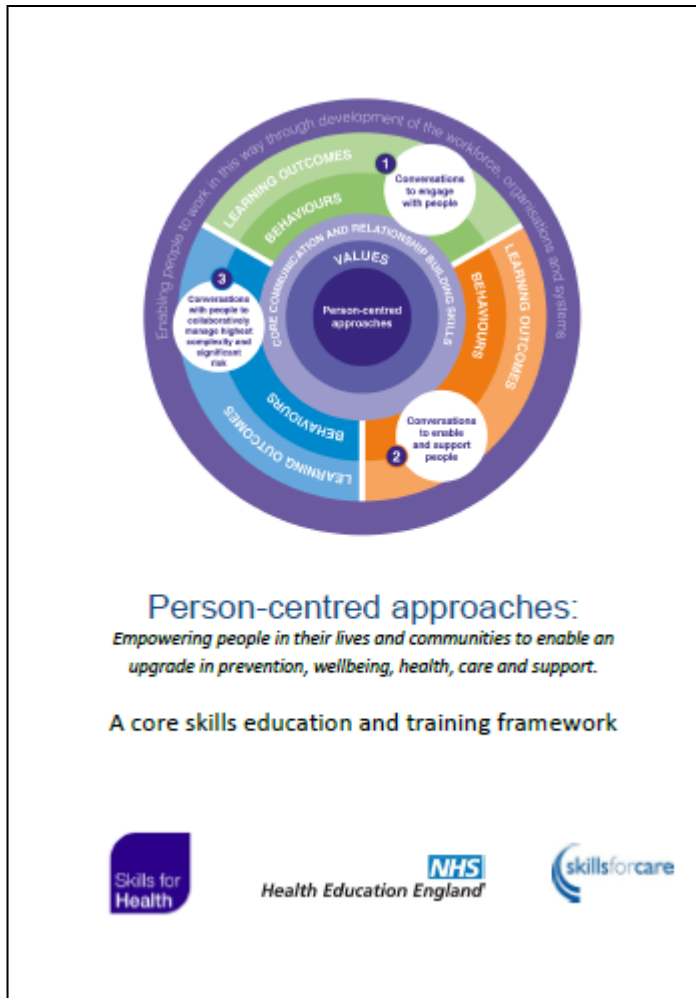 Enabling people to work in this way through development of the workforce, organisations and systems
LEARNING OUTCOMES
BEHAVIOURS
1
Conversations
to engage
with people
CORE COMMUNICATION AND RELATIONSHIP BUILDING SKILLS
VALUES
Person-centred
approaches
BEHAVIOURS
LEARNING OUTCOMES
3
Conversations
with people to
collaboratively
manage highest
complexity and
significant
risk
BEHAVIOURS
LEARNING OUTCOMES
Conversations
to enable
and support
people
2
Person-centred approaches:
Empowering people in their lives and communities to enable an
upgrade in prevention, wellbeing, health, care and support.
A core skills education and training framework
Skills for
Health
NHS
Health Education England
skillsforcare